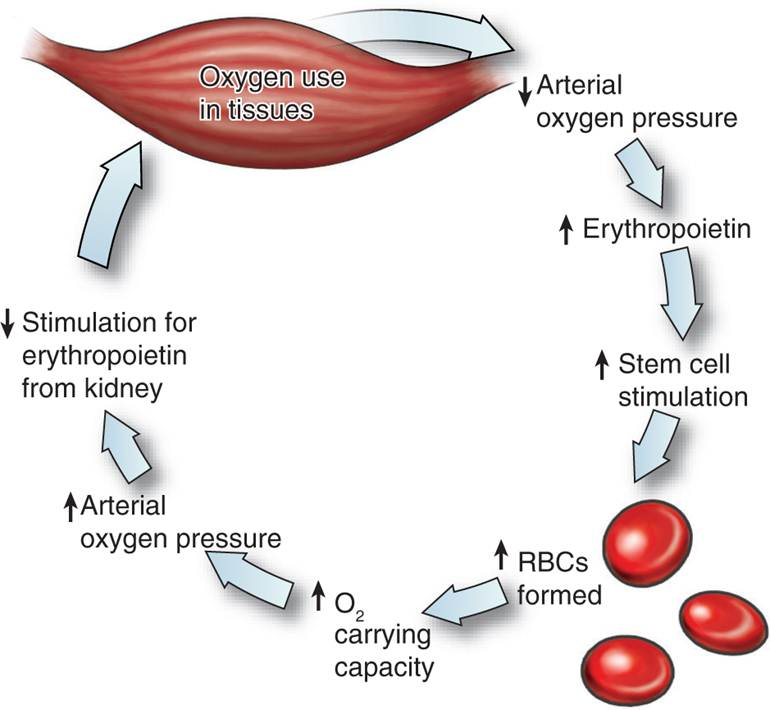 Oxygen use
in tissues
↓ Arterial
oxygen pressure
↑ Erythropoietin
↑ Stem cell
stimulation
↑ RBCs
formed
↑ O₂
carrying
capacity
↑ Arterial
oxygen pressure
↓ Stimulation for
erythropoietin
from kidney